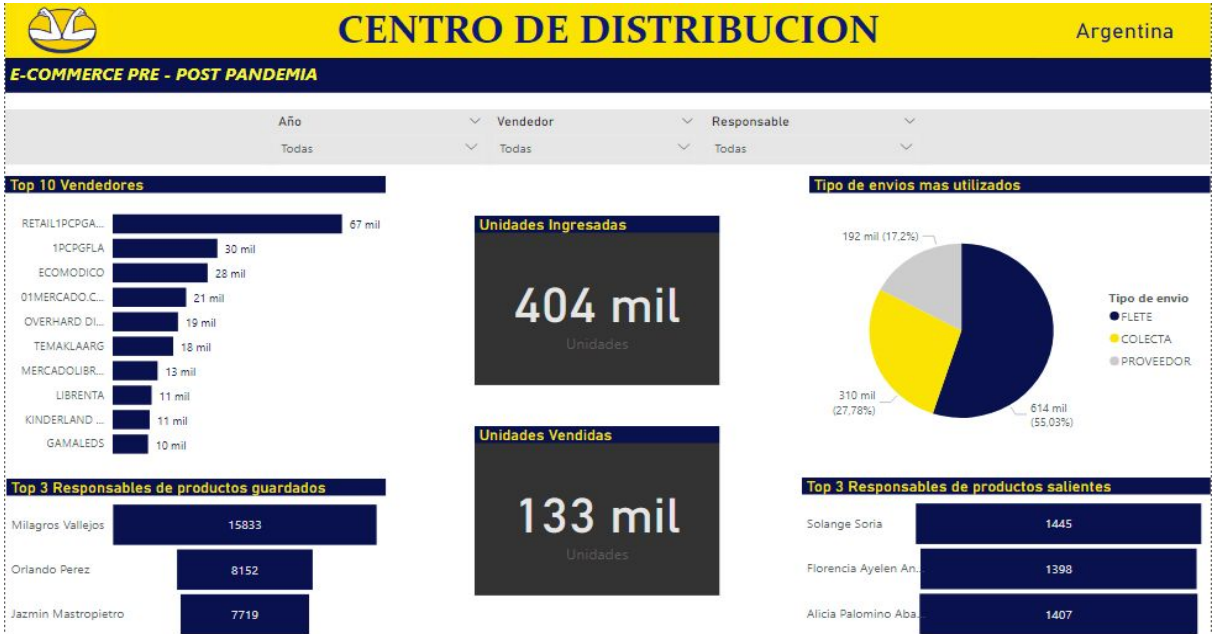 CENTRO DE DISTRIBUCION
Argentina
E-COMMERCE PRE - POST PANDEMIA
Año
Vendedor
Responsable
Todas
Todas
Todas
Top 10 Vendedores
RETAIL1PCPGA... 67 mil
1PCPGFLA 30 mil
ECOMODICO 28 mil
01MERCADO.C... 21 mil
OVERHARD DI... 19 mil
TEMAKLAARG 18 mil
MERCADOLIBR... 13 mil
LIBRENTA 11 mil
KINDERLAND ... 11 mil
GAMALEDS 10 mil
Unidades Ingresadas
404 mil
Unidades
Unidades Vendidas
133 mil
Unidades
Tipo de envios mas utilizados
192 mil (17,2%)
310 mil
(27,78%)
614 mil
(55,03%)
Tipo de envio
FLETE
COLECTA
PROVEEDOR
Top 3 Responsables de productos guardados
Milagros Vallejos 15833
Orlando Perez 8152
Jazmin Mastropietro 7719
Top 3 Responsables de productos salientes
Solange Soria 1445
Florencia Ayelen An... 1398
Alicia Palomino Aba... 1407